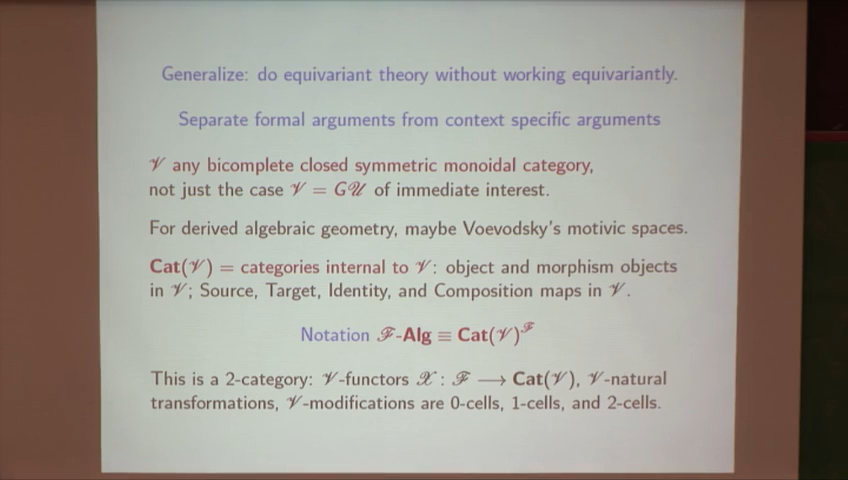 Generalize: do equivariant theory without working equivariantly.
Separate formal arguments from context specific arguments
𝒱 any bicomplete closed symmetric monoidal category,
not just the case 𝒱 = G𝒰 of immediate interest.
For derived algebraic geometry, maybe Voevodsky's motivic spaces.
Cat(𝒱) = categories internal to 𝒱: object and morphism objects
in 𝒱; Source, Target, Identity, and Composition maps in 𝒱.
Notation ℱ-Alg ≡ Cat(𝒱)^ℱ
This is a 2-category: 𝒱-functors 𝒳: ℱ ⟶ Cat(𝒱), 𝒱-natural
transformations, 𝒱-modifications are 0-cells, 1-cells, and 2-cells.